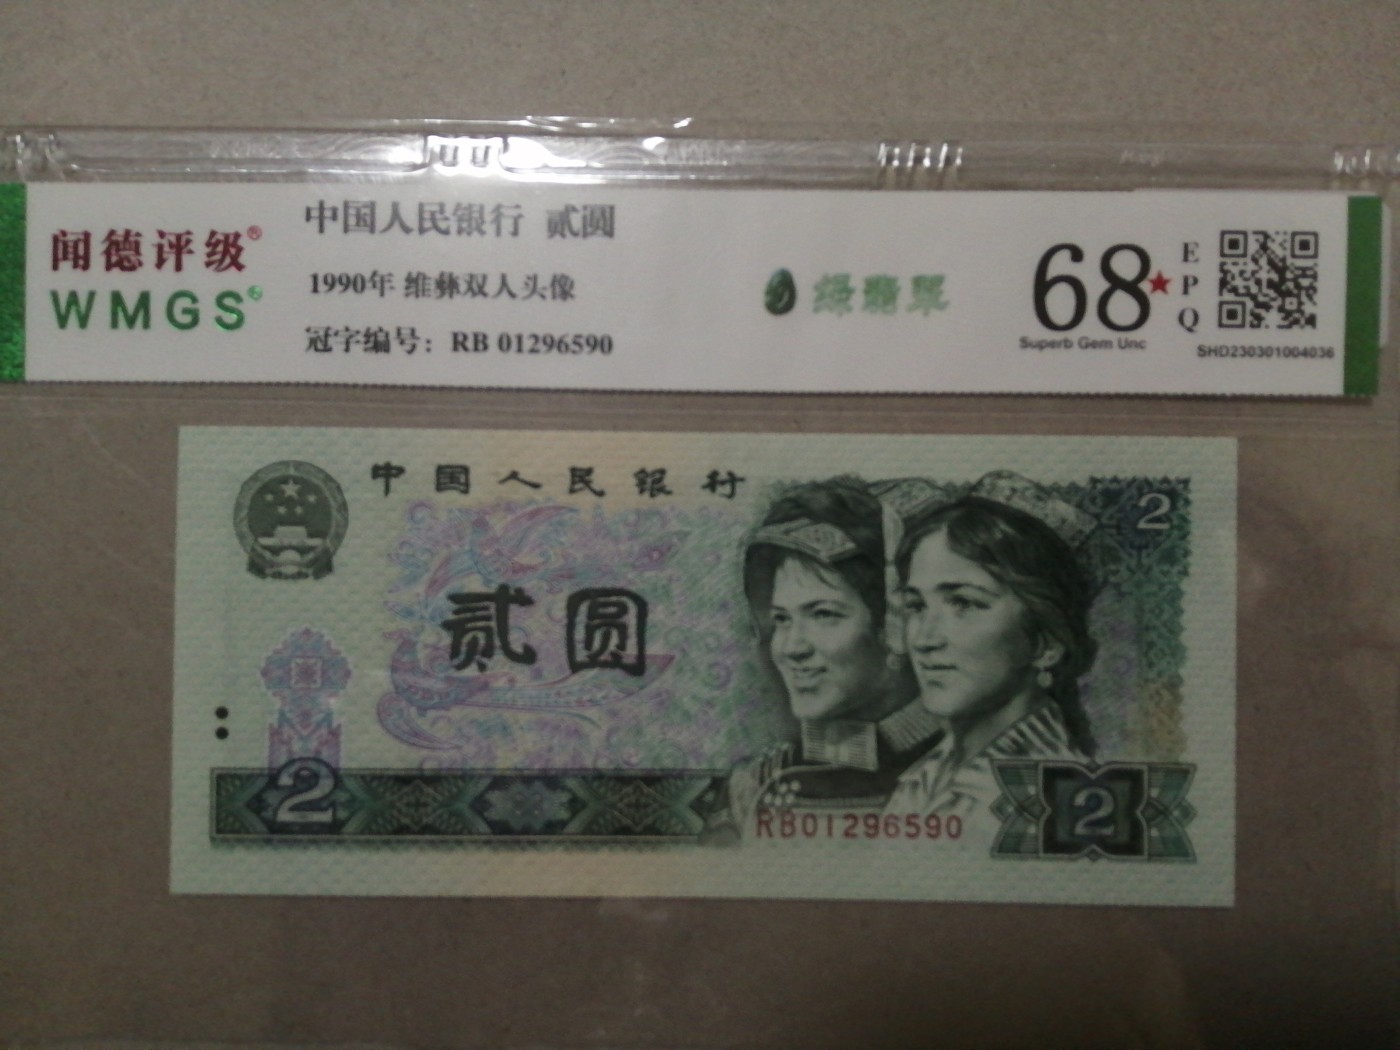 闻德评级®
WMGS®
中国人民银行 贰圆
1990年 维彝双人头像
冠字编号：RB 01296590
绿翡翠
68★
EPQ
Superb Gem Unc
SHD230301004036
中国人民银行
2
贰圆
2
RB01296590
2